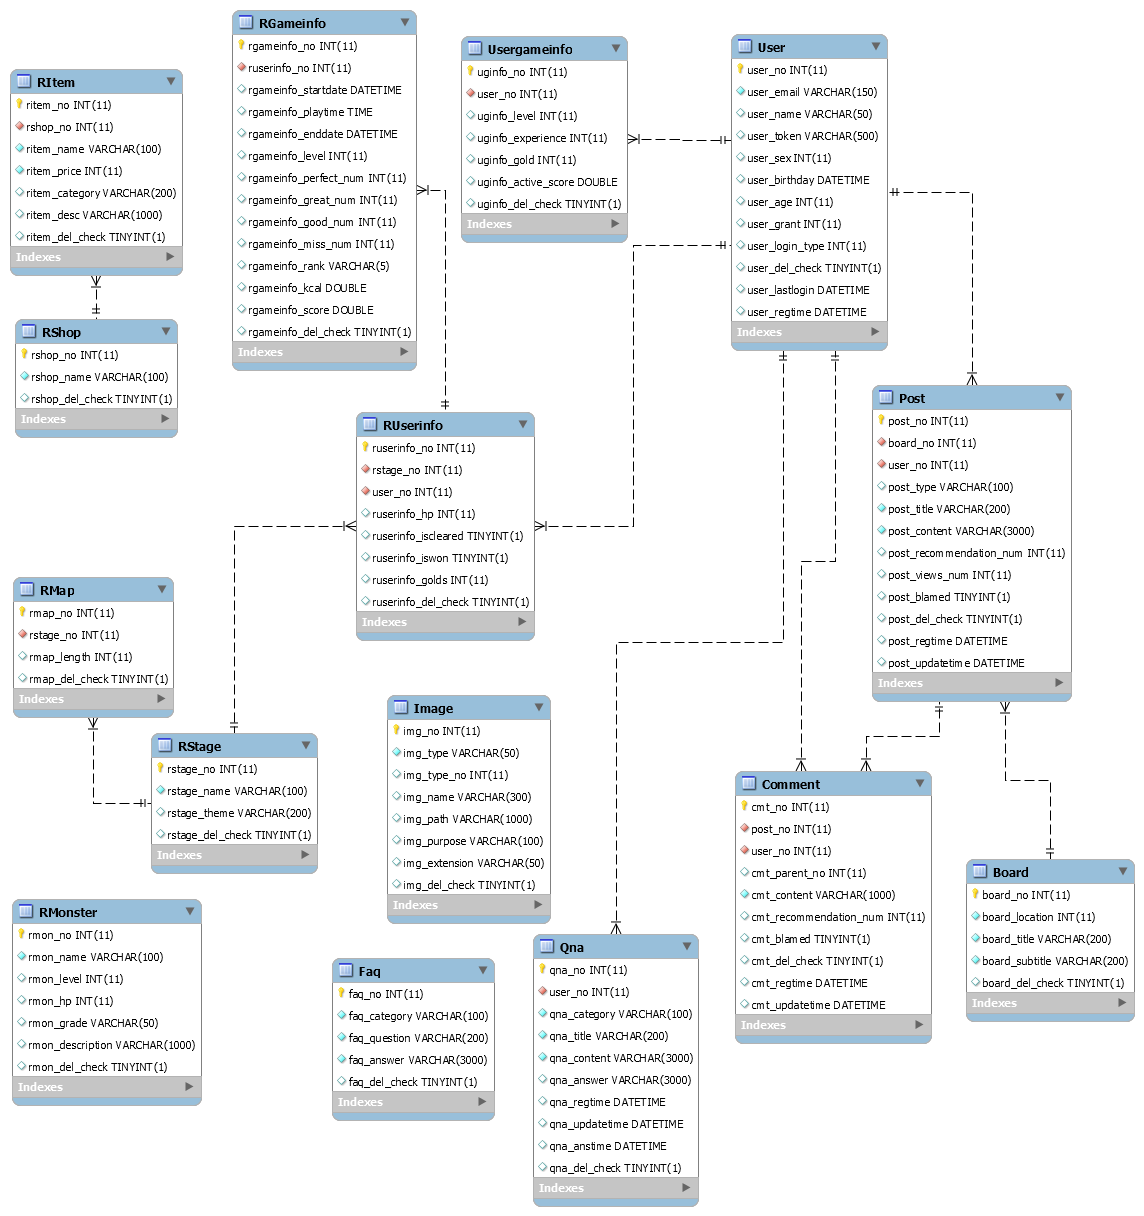 RGameinfo
rgameinfo_no INT(11)
ruserinfo_no INT(11)
rgameinfo_startdate DATETIME
rgameinfo_playtime TIME
rgameinfo_enddate DATETIME
rgameinfo_level INT(11)
rgameinfo_perfect_num INT(11)
rgameinfo_great_num INT(11)
rgameinfo_good_num INT(11)
rgameinfo_miss_num INT(11)
rgameinfo_rank VARCHAR(5)
rgameinfo_kcal DOUBLE
rgameinfo_score DOUBLE
rgameinfo_del_check TINYINT(1)
Indexes
Usergameinfo
uginfo_no INT(11)
user_no INT(11)
uginfo_level INT(11)
uginfo_experience INT(11)
uginfo_gold INT(11)
uginfo_active_score DOUBLE
uginfo_del_check TINYINT(1)
Indexes
User
user_no INT(11)
user_email VARCHAR(150)
user_name VARCHAR(50)
user_token VARCHAR(500)
user_sex INT(11)
user_birthday DATETIME
user_age INT(11)
user_grant INT(11)
user_login_type INT(11)
user_del_check TINYINT(1)
user_lastlogin DATETIME
user_regtime DATETIME
Indexes
RItem
ritem_no INT(11)
rshop_no INT(11)
ritem_name VARCHAR(100)
ritem_price INT(11)
ritem_category VARCHAR(200)
ritem_desc VARCHAR(1000)
ritem_del_check TINYINT(1)
Indexes
RShop
rshop_no INT(11)
rshop_name VARCHAR(100)
rshop_del_check TINYINT(1)
Indexes
RUserinfo
ruserinfo_no INT(11)
rstage_no INT(11)
user_no INT(11)
ruserinfo_hp INT(11)
ruserinfo_iscleared TINYINT(1)
ruserinfo_iswon TINYINT(1)
ruserinfo_golds INT(11)
ruserinfo_del_check TINYINT(1)
Indexes
Post
post_no INT(11)
board_no INT(11)
user_no INT(11)
post_type VARCHAR(100)
post_title VARCHAR(200)
post_content VARCHAR(3000)
post_recommendation_num INT(11)
post_views_num INT(11)
post_blamed TINYINT(1)
post_del_check TINYINT(1)
post_regtime DATETIME
post_updatetime DATETIME
Indexes
RMap
rmap_no INT(11)
rstage_no INT(11)
rmap_length INT(11)
rmap_del_check TINYINT(1)
Indexes
RStage
rstage_no INT(11)
rstage_name VARCHAR(100)
rstage_theme VARCHAR(200)
rstage_del_check TINYINT(1)
Indexes
Image
img_no INT(11)
img_type VARCHAR(50)
img_type_no INT(11)
img_name VARCHAR(300)
img_path VARCHAR(1000)
img_purpose VARCHAR(100)
img_extension VARCHAR(50)
img_del_check TINYINT(1)
Indexes
Comment
cmt_no INT(11)
post_no INT(11)
user_no INT(11)
cmt_parent_no INT(11)
cmt_content VARCHAR(1000)
cmt_recommendation_num INT(11)
cmt_blamed TINYINT(1)
cmt_del_check TINYINT(1)
cmt_regtime DATETIME
cmt_updatetime DATETIME
Indexes
Board
board_no INT(11)
board_location INT(11)
board_title VARCHAR(200)
board_subtitle VARCHAR(200)
board_del_check TINYINT(1)
Indexes
RMonster
rmon_no INT(11)
rmon_name VARCHAR(100)
rmon_level INT(11)
rmon_hp INT(11)
rmon_grade VARCHAR(50)
rmon_description VARCHAR(1000)
rmon_del_check TINYINT(1)
Indexes
Faq
faq_no INT(11)
faq_category VARCHAR(100)
faq_question VARCHAR(200)
faq_answer VARCHAR(3000)
faq_del_check TINYINT(1)
Indexes
Qna
qna_no INT(11)
user_no INT(11)
qna_category VARCHAR(100)
qna_title VARCHAR(200)
qna_content VARCHAR(3000)
qna_answer VARCHAR(3000)
qna_regtime DATETIME
qna_updatetime DATETIME
qna_anstime DATETIME
qna_del_check TINYINT(1)
Indexes